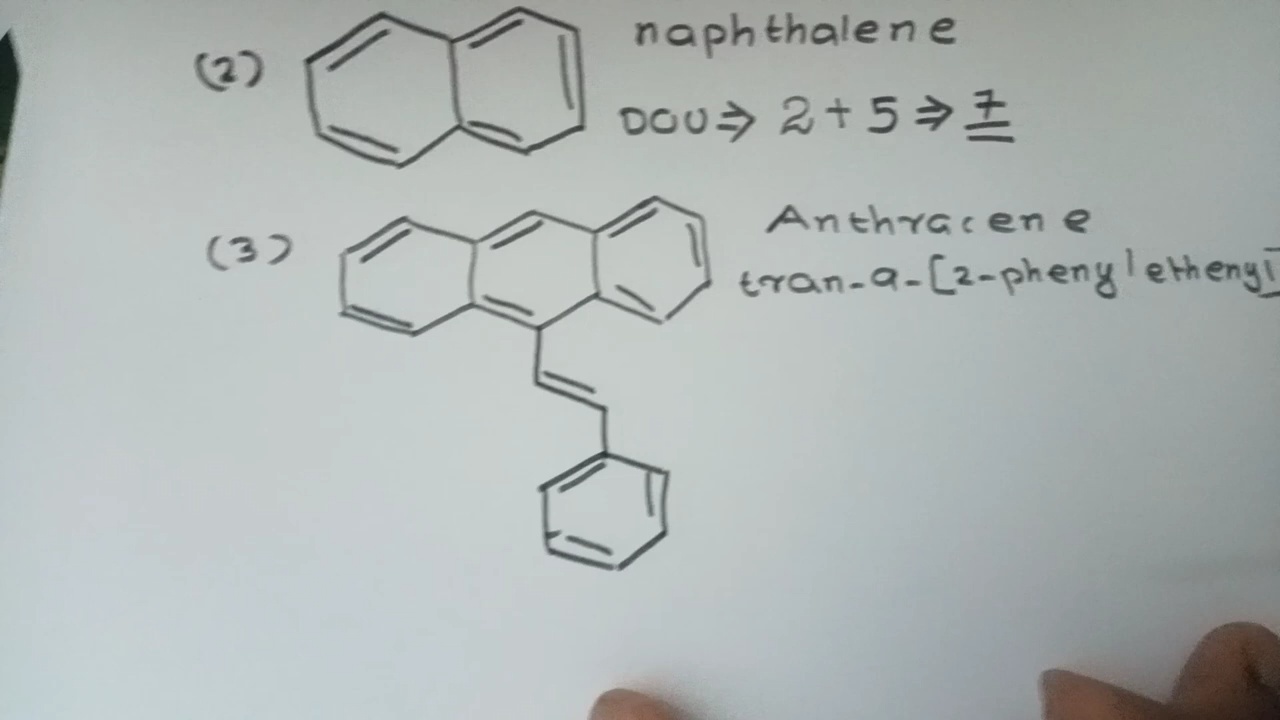 (2) naphthalene
DOU⇒ 2+5⇒7
(3) Anthracene
tran-9-[2-phenylethenyl]